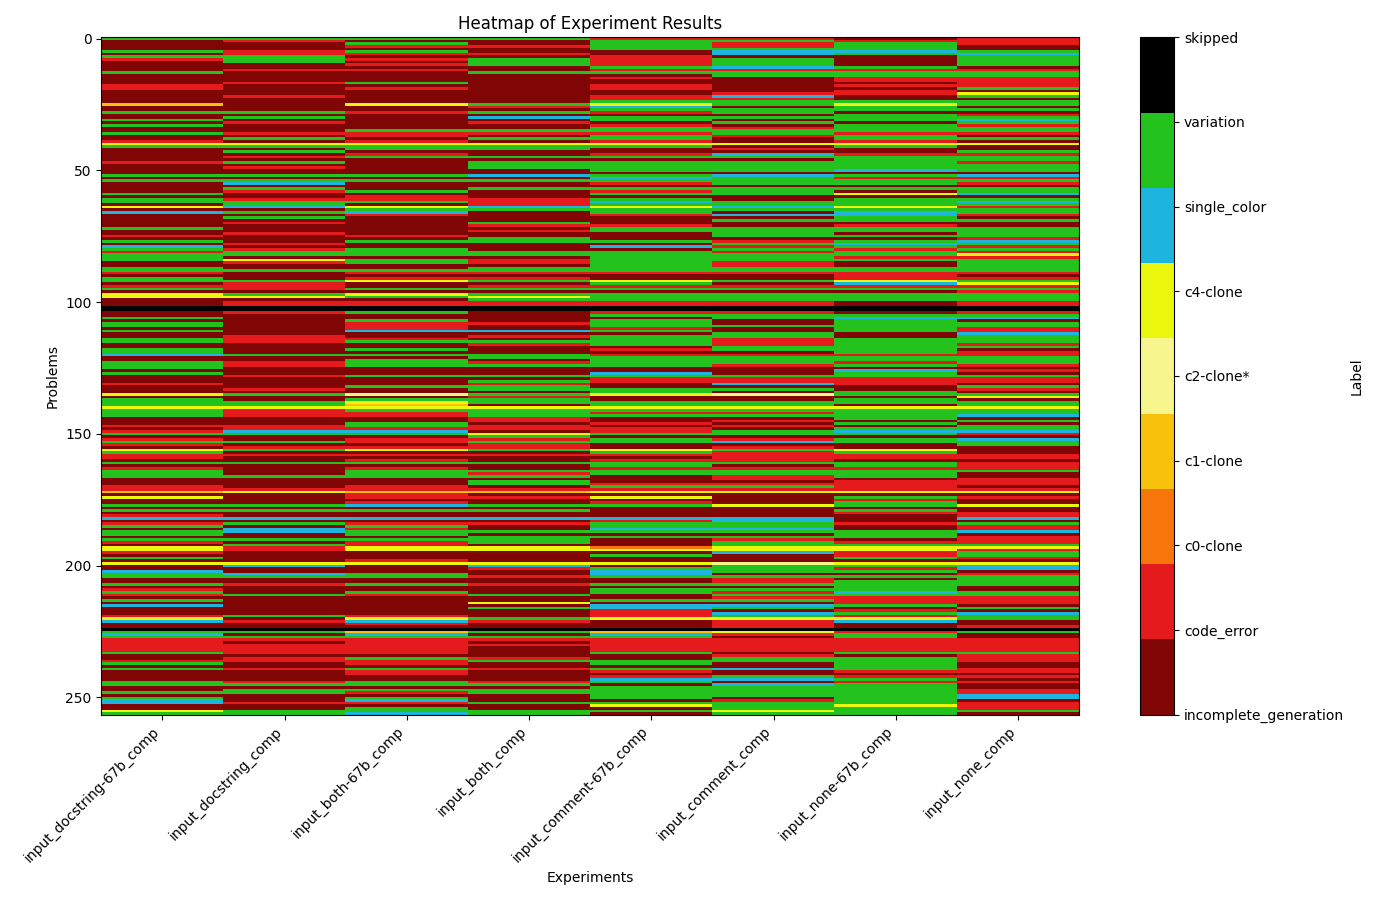 Heatmap of Experiment Results
Problems
0
50
100
150
200
250
input_docstring-67b_comp
input_docstring_comp
input_both-67b_comp
input_both_comp
input_comment-67b_comp
input_comment_comp
input_none-67b_comp
input_none_comp
Experiments
skipped
variation
single_color
c4-clone
c2-clone*
c1-clone
c0-clone
code_error
incomplete_generation
Label